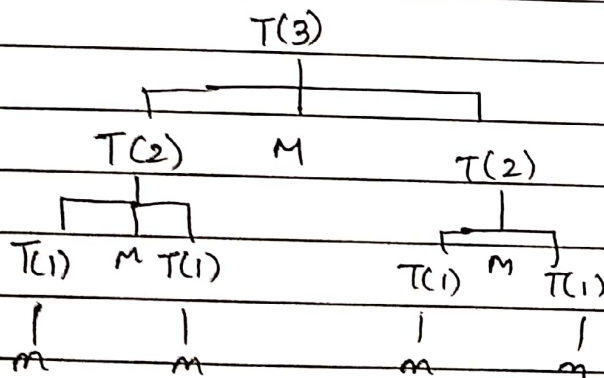 T(3)
T(2) M T(2)
T(1) M T(1) T(1) M T(1)
m m m m